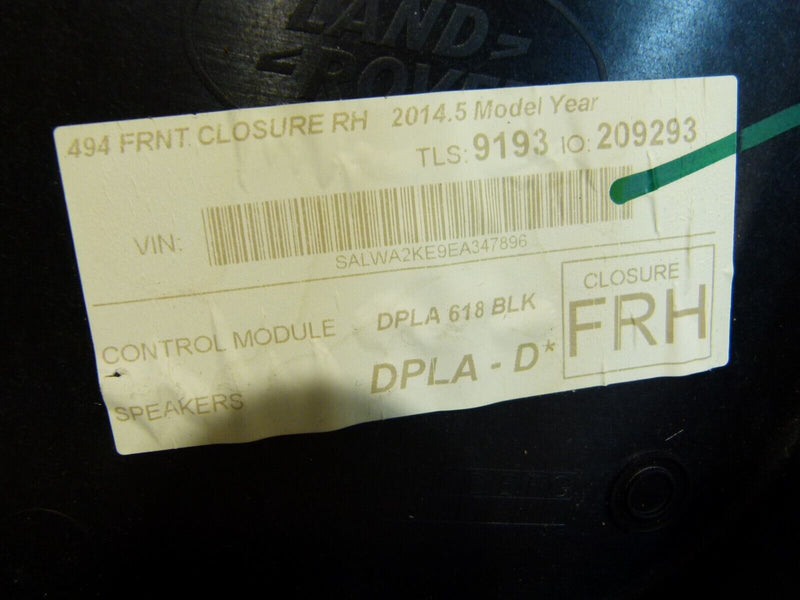 LAND
ROVER
494 FRNT CLOSURE RH 2014.5 Model Year
TLS: 9193 IO: 209293
VIN:
SALWA2KE9EA347896
CONTROL MODULE DPLA 618 BLK
SPEAKERS DPLA - D*
CLOSURE
FRH